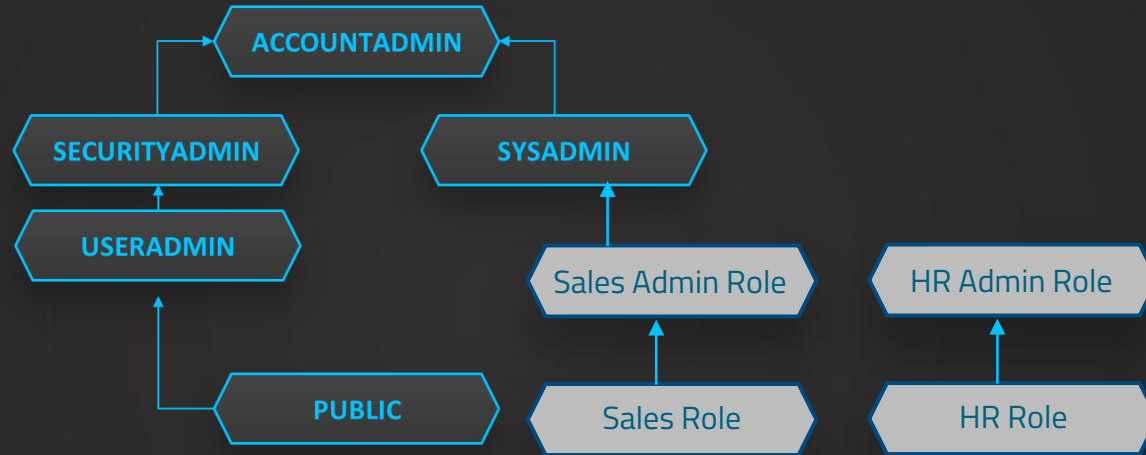 ACCOUNTADMIN
SECURITYADMIN
SYSADMIN
USERADMIN
Sales Admin Role
HR Admin Role
PUBLIC
Sales Role
HR Role